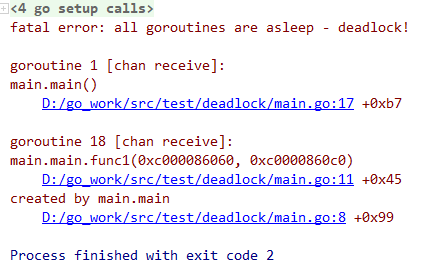 <4 go setup calls>
fatal error: all goroutines are asleep - deadlock!
goroutine 1 [chan receive]:
main.main()
D:/go_work/src/test/deadlock/main.go:17 +0xb7
goroutine 18 [chan receive]:
main.main.func1(0xc000086060, 0xc0000860c0)
D:/go_work/src/test/deadlock/main.go:11 +0x45
created by main.main
D:/go_work/src/test/deadlock/main.go:8 +0x99
Process finished with exit code 2